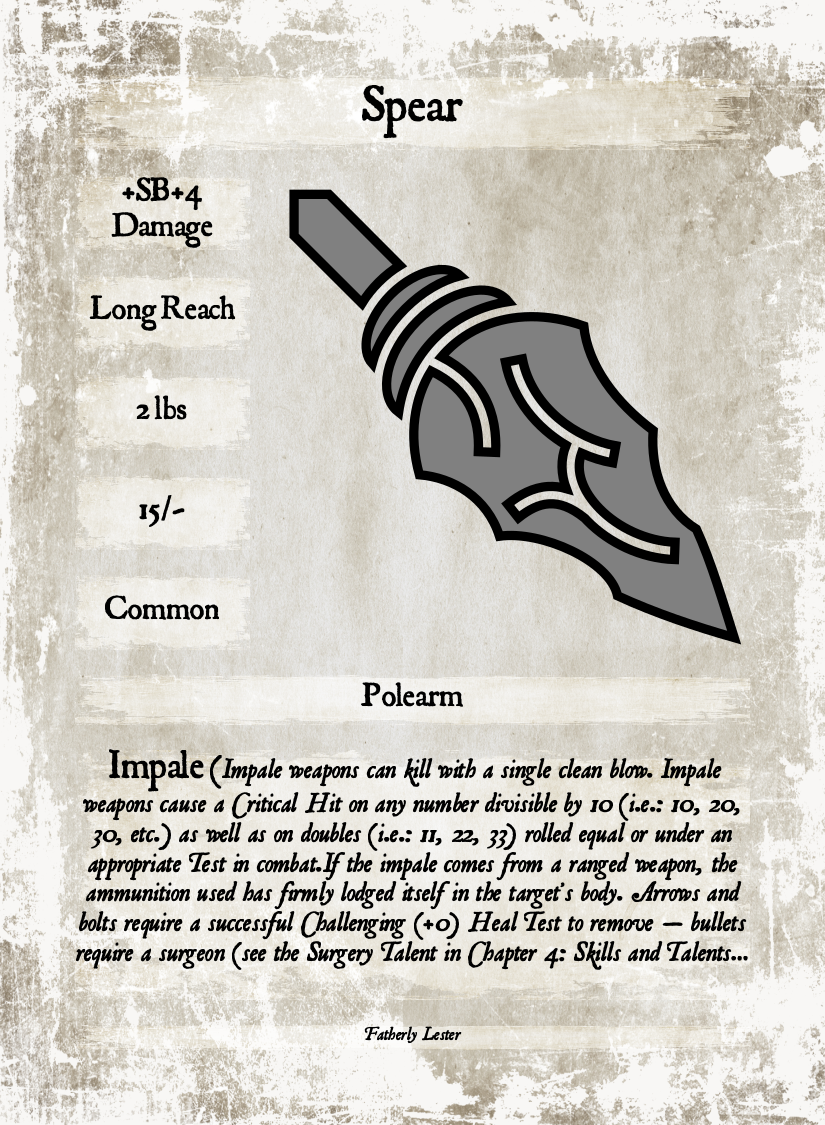 Spear
+SB+4
Damage
Long Reach
2 lbs
15/-
Common
Polearm
Impale (Impale weapons can kill with a single clean blow. Impale
weapons cause a Critical Hit on any number divisible by 10 (i.e.: 10, 20,
30, etc.) as well as on doubles (i.e.: 11, 22, 33) rolled equal or under an
appropriate Test in combat.If the impale comes from a ranged weapon, the
ammunition used has firmly lodged itself in the target's body. Arrows and
bolts require a successful Challenging (+0) Heal Test to remove — bullets
require a surgeon (see the Surgery Talent in Chapter 4: Skills and Talents...
Fatherly Lester